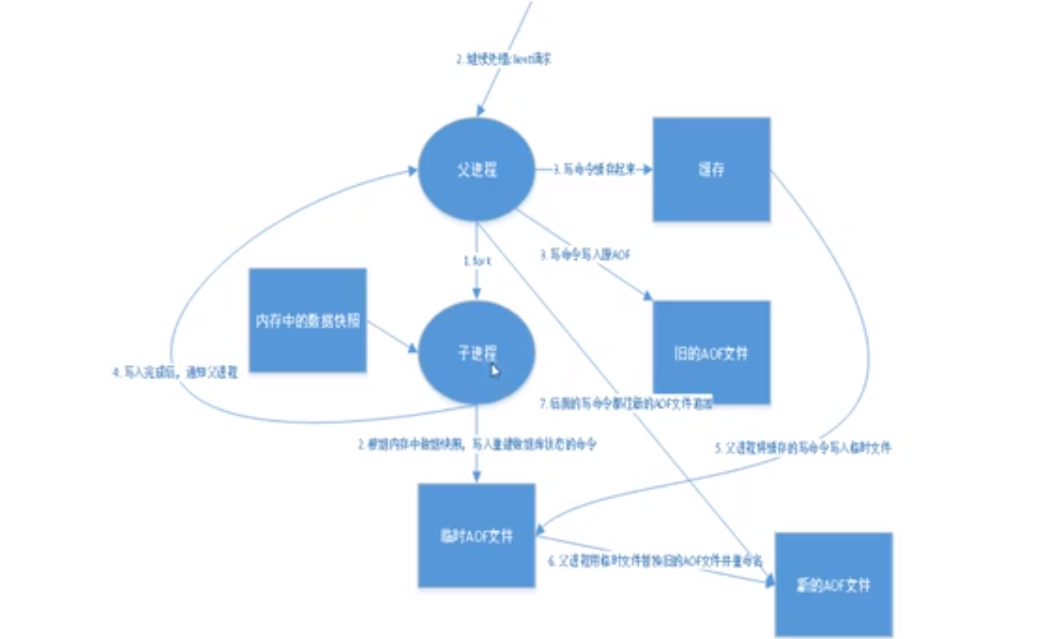 2. 继续处理client请求
父进程
3. 写命令缓存起来
缓存
1. fork
3. 写命令写入原AOF
内存中的数据快照
子进程
旧的AOF文件
4. 写入完成后，通知父进程
7. 后面的写命令都往新的AOF文件追加
2. 根据内存中数据快照，写入重建数据库状态的命令
5. 父进程将缓存的写命令写入临时文件
临时AOF文件
6. 父进程用临时文件替换旧的AOF文件并重命名
新的AOF文件